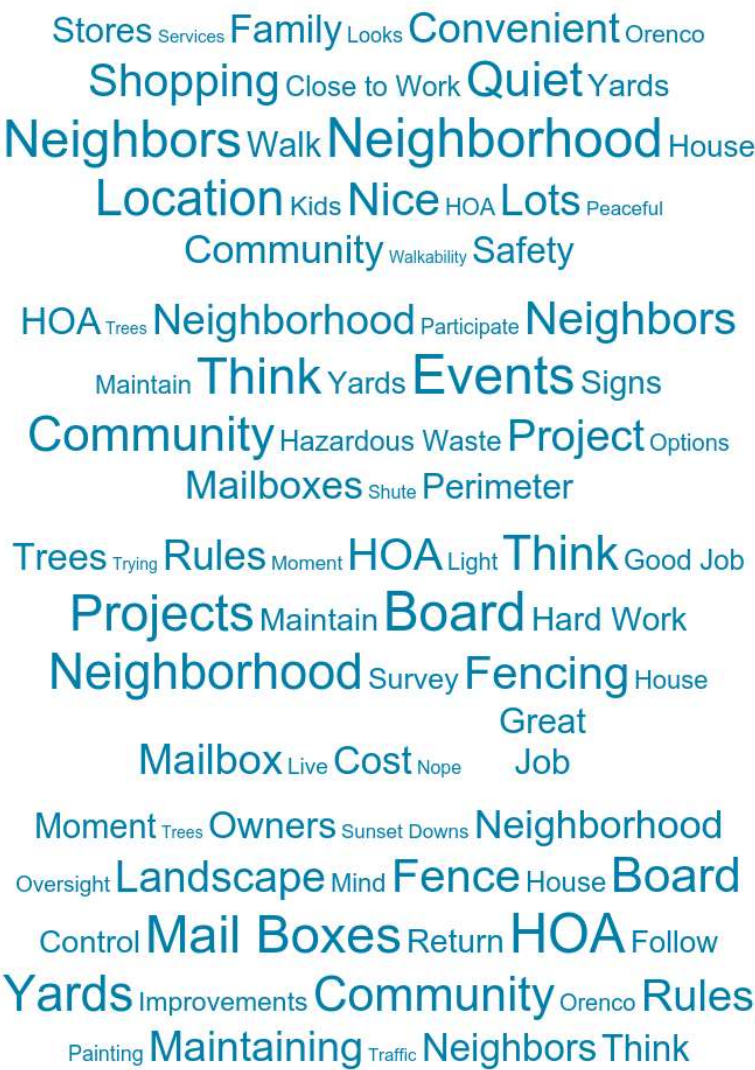 Stores Services Family Looks Convenient Orenco
Shopping Close to Work Quiet Yards
Neighbors Walk Neighborhood House
Location Kids Nice HOA Lots Peaceful
Community Walkability Safety
HOA Trees Neighborhood Participate Neighbors
Maintain Think Yards Events Signs
Community Hazardous Waste Project Options
Mailboxes Shute Perimeter
Trees Trying Rules Moment HOA Light Think Good Job
Projects Maintain Board Hard Work
Neighborhood Survey Fencing House
Great
Mailbox Live Cost Nope Job
Moment Trees Owners Sunset Downs Neighborhood
Oversight Landscape Mind Fence House Board
Control Mail Boxes Return HOA Follow
Yards Improvements Community Orenco Rules
Painting Maintaining Traffic Neighbors Think